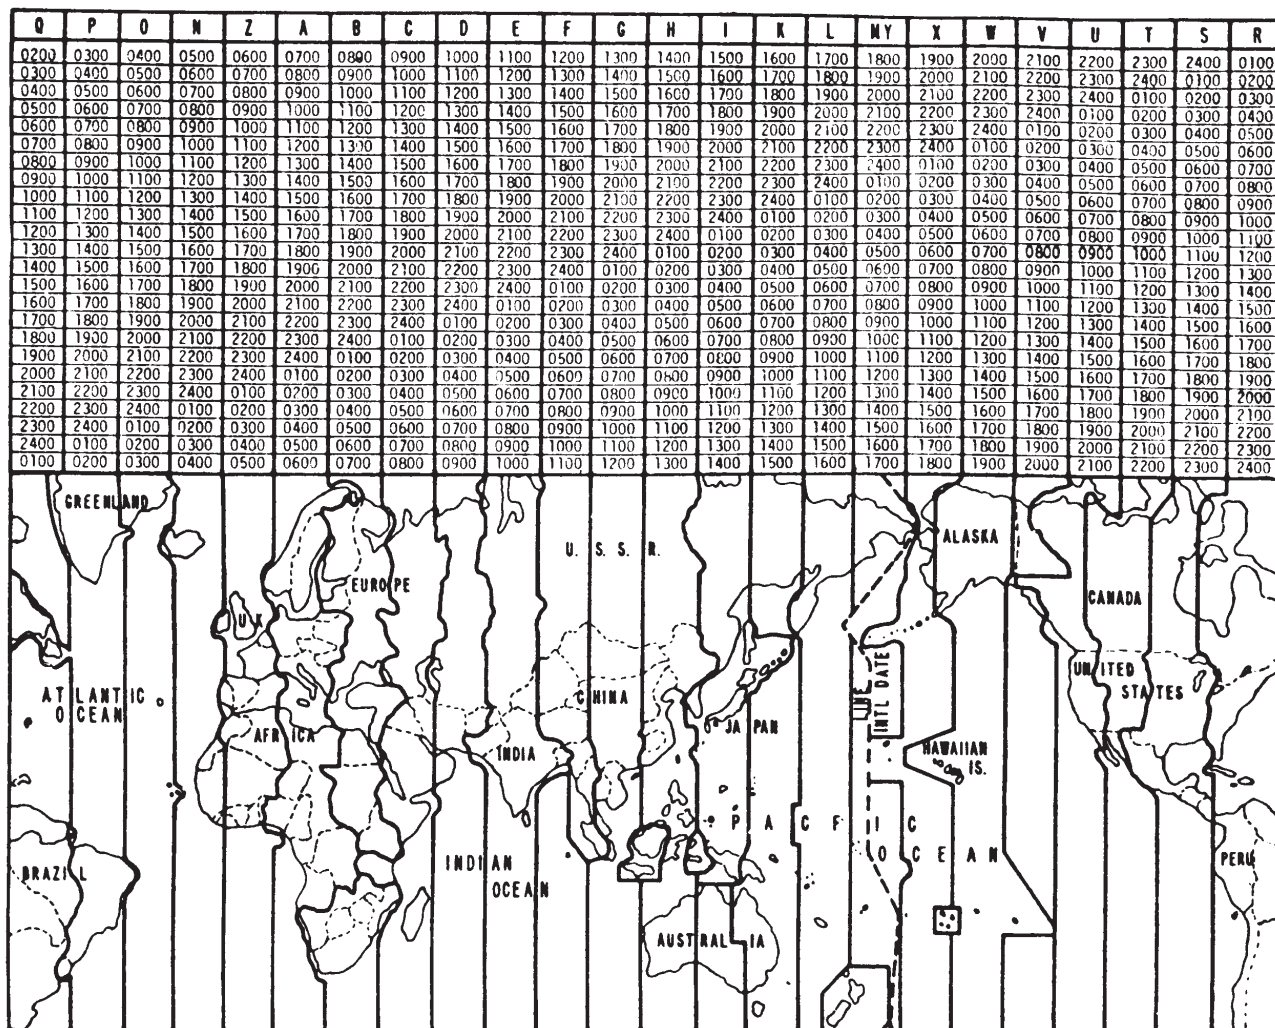 Q P O N Z A B C D E F G H I K L MY X W V U T S R
0200 0300 0400 0500 0600 0700 0800 0900 1000 1100 1200 1300 1400 1500 1600 1700 1800 1900 2000 2100 2200 2300 2400 0100
0300 0400 0500 0600 0700 0800 0900 1000 1100 1200 1300 1400 1500 1600 1700 1800 1900 2000 2100 2200 2300 2400 0100 0200
0400 0500 0600 0700 0800 0900 1000 1100 1200 1300 1400 1500 1600 1700 1800 1900 2000 2100 2200 2300 2400 0100 0200 0300
0500 0600 0700 0800 0900 1000 1100 1200 1300 1400 1500 1600 1700 1800 1900 2000 2100 2200 2300 2400 0100 0200 0300 0400
0600 0700 0800 0900 1000 1100 1200 1300 1400 1500 1600 1700 1800 1900 2000 2100 2200 2300 2400 0100 0200 0300 0400 0500
0700 0800 0900 1000 1100 1200 1300 1400 1500 1600 1700 1800 1900 2000 2100 2200 2300 2400 0100 0200 0300 0400 0500 0600
0800 0900 1000 1100 1200 1300 1400 1500 1600 1700 1800 1900 2000 2100 2200 2300 2400 0100 0200 0300 0400 0500 0600 0700
0900 1000 1100 1200 1300 1400 1500 1600 1700 1800 1900 2000 2100 2200 2300 2400 0100 0200 0300 0400 0500 0600 0700 0800
1000 1100 1200 1300 1400 1500 1600 1700 1800 1900 2000 2100 2200 2300 2400 0100 0200 0300 0400 0500 0600 0700 0800 0900
1100 1200 1300 1400 1500 1600 1700 1800 1900 2000 2100 2200 2300 2400 0100 0200 0300 0400 0500 0600 0700 0800 0900 1000
1200 1300 1400 1500 1600 1700 1800 1900 2000 2100 2200 2300 2400 0100 0200 0300 0400 0500 0600 0700 0800 0900 1000 1100
1300 1400 1500 1600 1700 1800 1900 2000 2100 2200 2300 2400 0100 0200 0300 0400 0500 0600 0700 0800 0900 1000 1100 1200
1400 1500 1600 1700 1800 1900 2000 2100 2200 2300 2400 0100 0200 0300 0400 0500 0600 0700 0800 0900 1000 1100 1200 1300
1500 1600 1700 1800 1900 2000 2100 2200 2300 2400 0100 0200 0300 0400 0500 0600 0700 0800 0900 1000 1100 1200 1300 1400
1600 1700 1800 1900 2000 2100 2200 2300 2400 0100 0200 0300 0400 0500 0600 0700 0800 0900 1000 1100 1200 1300 1400 1500
1700 1800 1900 2000 2100 2200 2300 2400 0100 0200 0300 0400 0500 0600 0700 0800 0900 1000 1100 1200 1300 1400 1500 1600
1800 1900 2000 2100 2200 2300 2400 0100 0200 0300 0400 0500 0600 0700 0800 0900 1000 1100 1200 1300 1400 1500 1600 1700
1900 2000 2100 2200 2300 2400 0100 0200 0300 0400 0500 0600 0700 0800 0900 1000 1100 1200 1300 1400 1500 1600 1700 1800
2000 2100 2200 2300 2400 0100 0200 0300 0400 0500 0600 0700 0800 0900 1000 1100 1200 1300 1400 1500 1600 1700 1800 1900
2100 2200 2300 2400 0100 0200 0300 0400 0500 0600 0700 0800 0900 1000 1100 1200 1300 1400 1500 1600 1700 1800 1900 2000
2200 2300 2400 0100 0200 0300 0400 0500 0600 0700 0800 0900 1000 1100 1200 1300 1400 1500 1600 1700 1800 1900 2000 2100
2300 2400 0100 0200 0300 0400 0500 0600 0700 0800 0900 1000 1100 1200 1300 1400 1500 1600 1700 1800 1900 2000 2100 2200
2400 0100 0200 0300 0400 0500 0600 0700 0800 0900 1000 1100 1200 1300 1400 1500 1600 1700 1800 1900 2000 2100 2200 2300
0100 0200 0300 0400 0500 0600 0700 0800 0900 1000 1100 1200 1300 1400 1500 1600 1700 1800 1900 2000 2100 2200 2300 2400
GREENLAND
U.S.S.R.
ALASKA
EUROPE
CANADA
UK
UNITED
STATES
ATLANTIC
OCEAN
CHINA
INTL DATE
LINE
AFRICA
JAPAN
INDIA
HAWAIIAN
IS.
PACIFIC
OCEAN
BRAZIL
INDIAN
OCEAN
PERU
AUSTRALIA